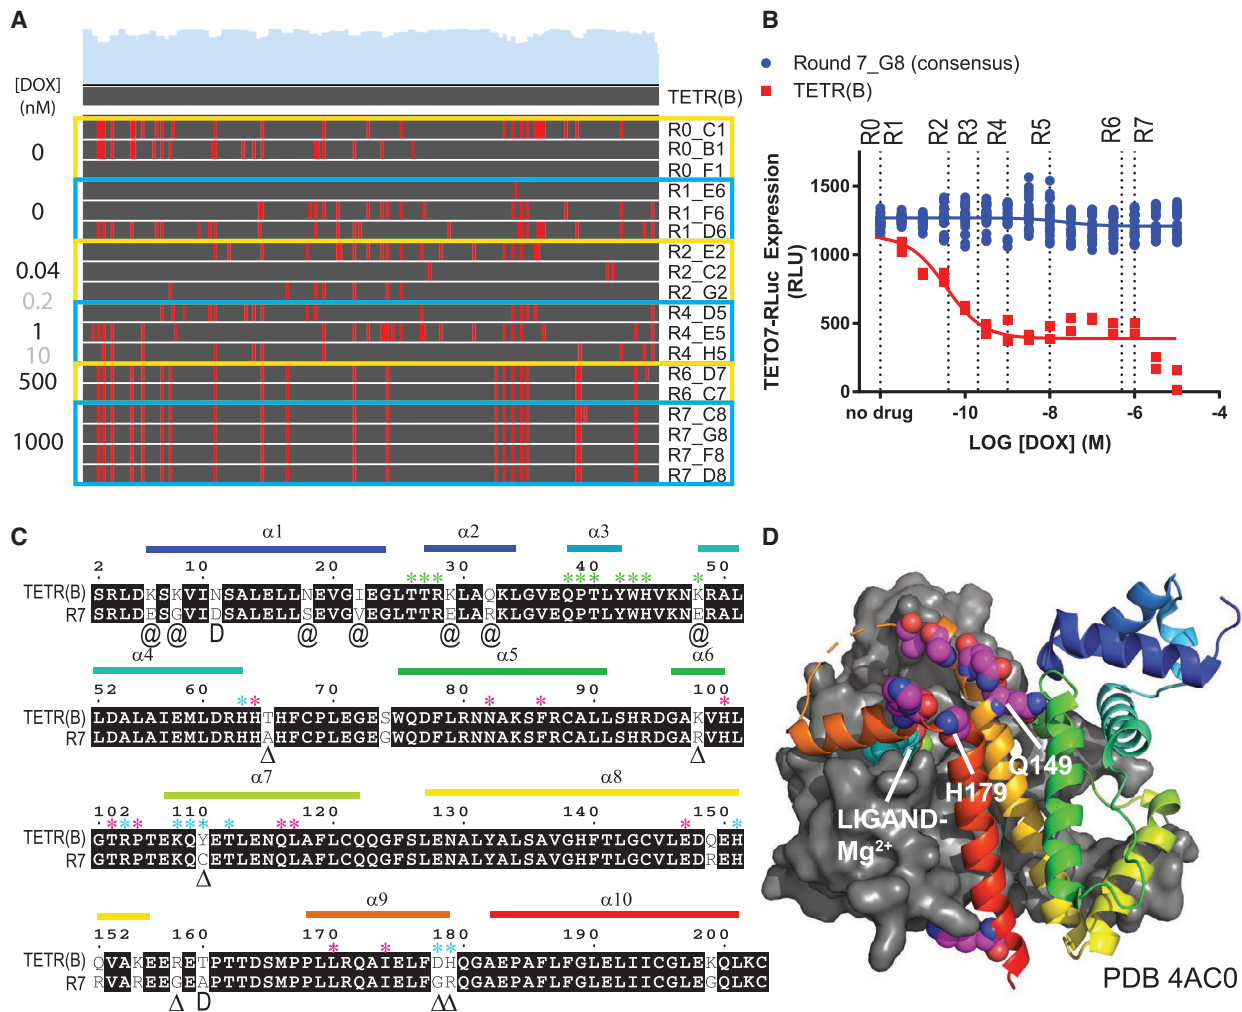 A
[DOX]
(nM)
TETR(B)
0
R0_C1
R0_B1
R0_F1
0
R1_E6
R1_F6
R1_D6
0.04
0.2
R2_E2
R2_C2
R2_G2
1
10
R4_D5
R4_E5
R4_H5
500
R6_D7
R6_C7
1000
R7_C8
R7_G8
R7_F8
R7_D8
B
Round 7_G8 (consensus)
TETR(B)
R0
R1
R2
R3
R4
R5
R6
R7
TETO7-RLuc Expression
(RLU)
1500
1000
500
0
no drug
-10
-8
-6
-4
LOG [DOX] (M)
C
α1 α2 α3
2 10 20 30 40 50
*** *** *** *
TETR(B) SRLDKSKVINSALELLNEVGIEGLTTRKLAQKLGVEQPTLYWHVKNKRAL
R7 SRLDESEVIDSALELLSEVGVEGLTTRELARKLGVEQPTLYWHVKNERAL
@ @ D @ @ @ @ @
α4 α5 α6
52 60 70 80 90 100
* * * * *
TETR(B) LDALAIEMLDRHHTHFCPLEGESWQDFLRNNAKSFRCALLSHRDGAKVHL
R7 LDALAIEMLDRHHAHFCPLEGEGWQDFLRNNAKSFRCALLSHRDGARVHL
Δ Δ
α7 α8
102 110 120 130 140 150
* * * * * * * * * * *
TETR(B) GTRPTEKQYETLENQLAFLCQQGFSLENALYALSAVGHFTLGCVLEDQEH
R7 GTRPTEKQCETLENQLAFLCQQGFSLENALYALSAVGHFTLGCVLEDREH
Δ
α9 α10
152 160 170 180 190 200
* * * *
TETR(B) QVAKEERETPTTDSMPPLLRQAIELFDHQGAEPAFLFGLELIICGLEKQLKC
R7 RVAREEGEAPTTDSMPPLLRQAIELFGRQGAEPAFLFGLELIICGLEGQLKC
Δ D Δ Δ
D
Q149
H179
LIGAND-
Mg²⁺
PDB 4AC0